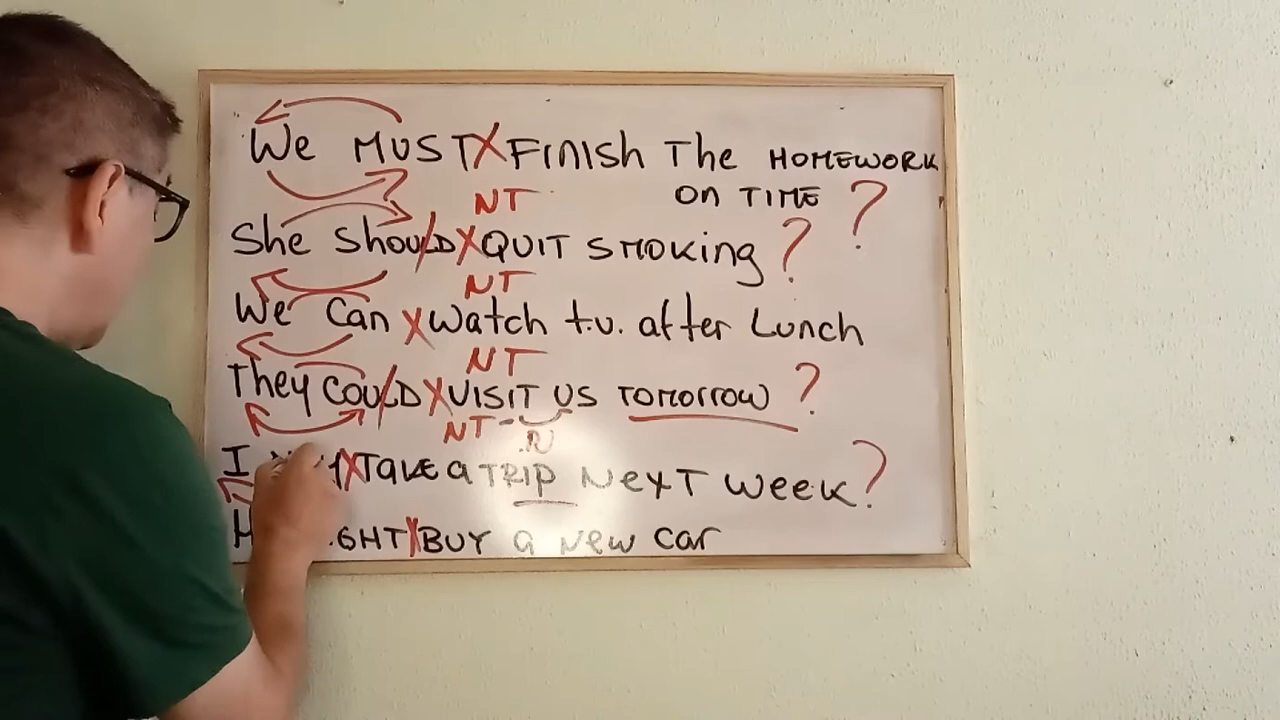 We MUST X FINISH THE HOMEWORK
NT ON TIME ?
She ShoulD X QUIT SMOKING ?
NT
We Can X Watch t.v. after Lunch
NT
They CoulD X VISIT US TOMORROW ?
NT
I X Take a TRIP NexT week ?
X BUY a New car